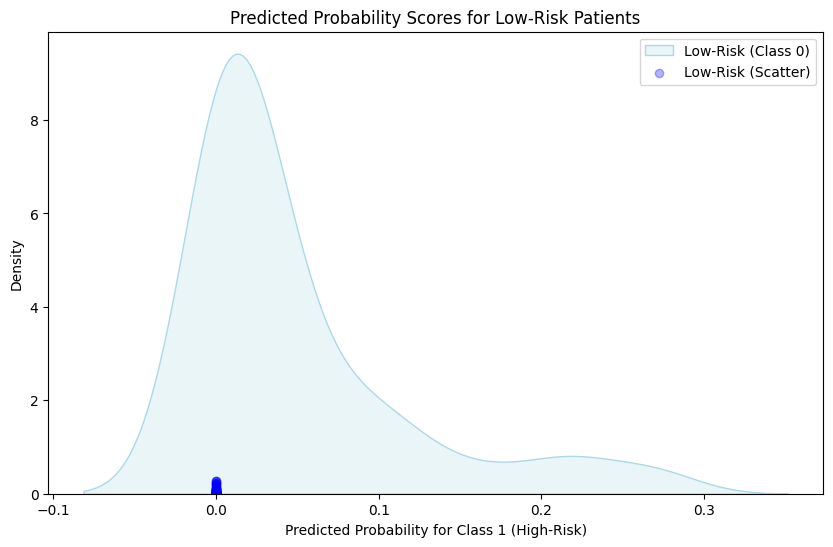 Predicted Probability Scores for Low-Risk Patients
Low-Risk (Class 0)
Low-Risk (Scatter)
Density
8
6
4
2
0
−0.1
0.0
0.1
0.2
0.3
Predicted Probability for Class 1 (High-Risk)